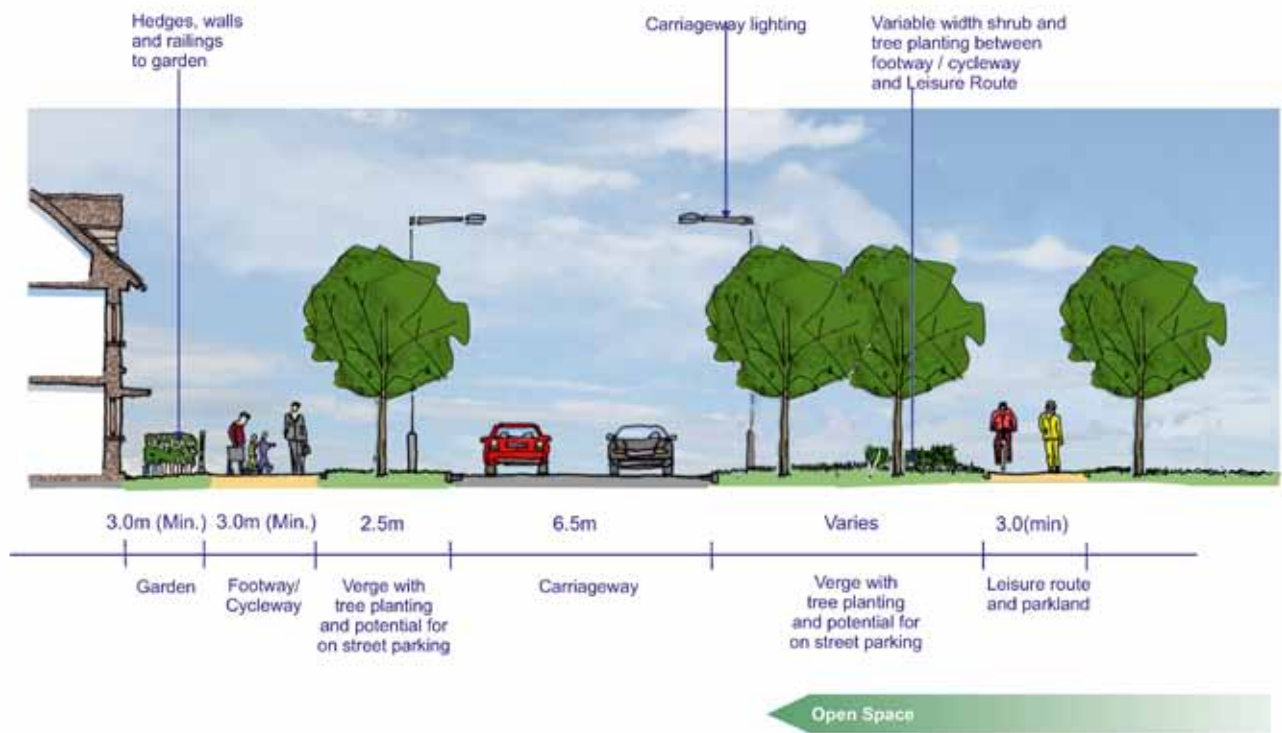 Hedges, walls
and railings
to garden
Carriageway lighting
Variable width shrub and
tree planting between
footway / cycleway
and Leisure Route
3.0m (Min.)
3.0m (Min.)
2.5m
6.5m
Varies
3.0(min)
Garden
Footway/
Cycleway
Verge with
tree planting
and potential for
on street parking
Carriageway
Verge with
tree planting
and potential for
on street parking
Leisure route
and parkland
Open Space